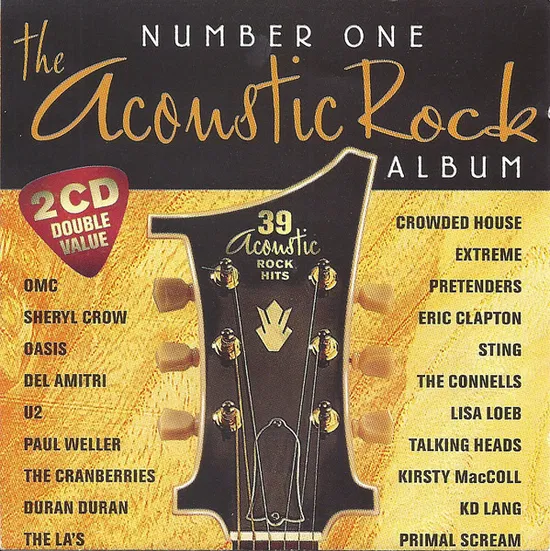 NUMBER ONE
the Acoustic Rock
ALBUM
2CD
DOUBLE
VALUE
39
Acoustic
ROCK
HITS
OMC
SHERYL CROW
OASIS
DEL AMITRI
U2
PAUL WELLER
THE CRANBERRIES
DURAN DURAN
THE LA'S
CROWDED HOUSE
EXTREME
PRETENDERS
ERIC CLAPTON
STING
THE CONNELLS
LISA LOEB
TALKING HEADS
KIRSTY MacCOLL
KD LANG
PRIMAL SCREAM